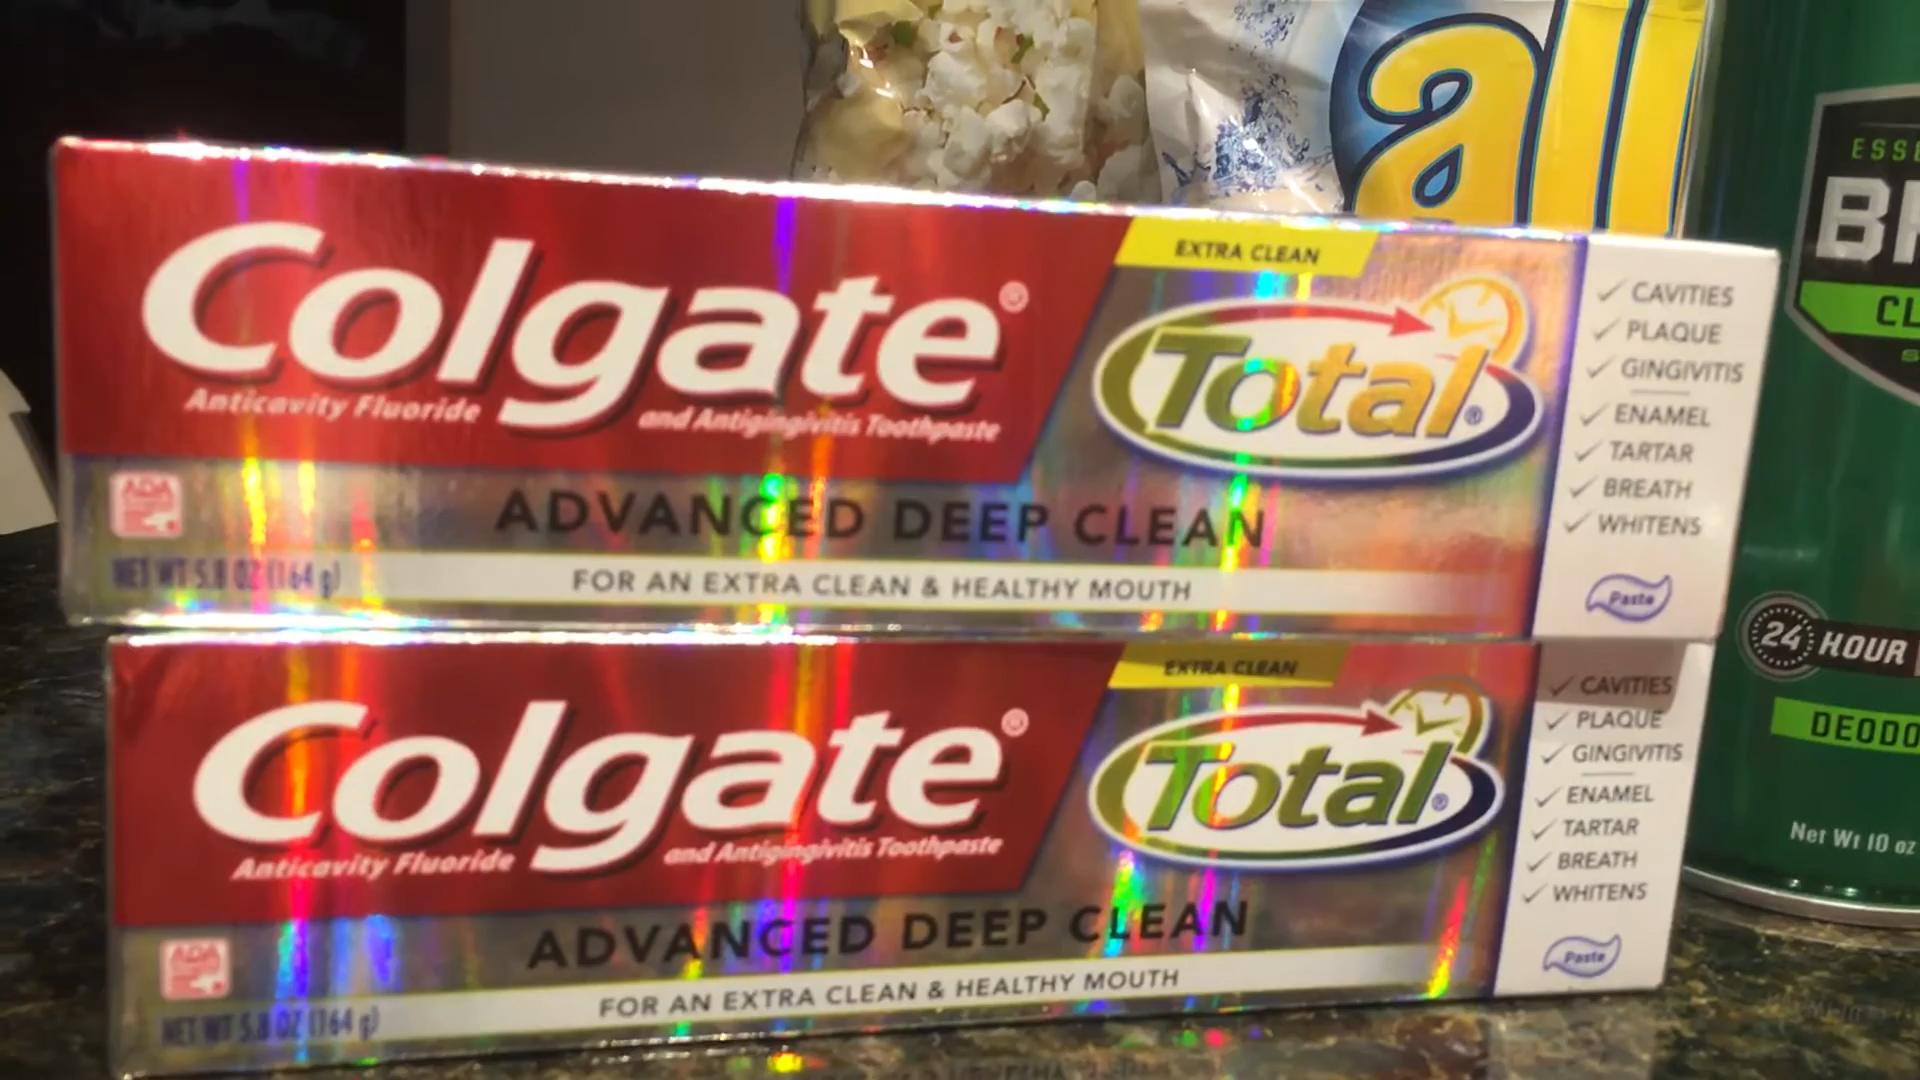 all
ESSE
BR
CL
24 HOUR
DEODO
Net Wt 10 oz
Colgate®
Anticavity Fluoride
and Antigingivitis Toothpaste
EXTRA CLEAN
Total®
ADA
ADVANCED DEEP CLEAN
NET WT 5.8 OZ (164 g)
FOR AN EXTRA CLEAN & HEALTHY MOUTH
✓ CAVITIES
✓ PLAQUE
✓ GINGIVITIS
✓ ENAMEL
✓ TARTAR
✓ BREATH
✓ WHITENS
Paste
Colgate®
Anticavity Fluoride
and Antigingivitis Toothpaste
EXTRA CLEAN
Total®
ADA
ADVANCED DEEP CLEAN
NET WT 5.8 OZ (164 g)
FOR AN EXTRA CLEAN & HEALTHY MOUTH
✓ CAVITIES
✓ PLAQUE
✓ GINGIVITIS
✓ ENAMEL
✓ TARTAR
✓ BREATH
✓ WHITENS
Paste